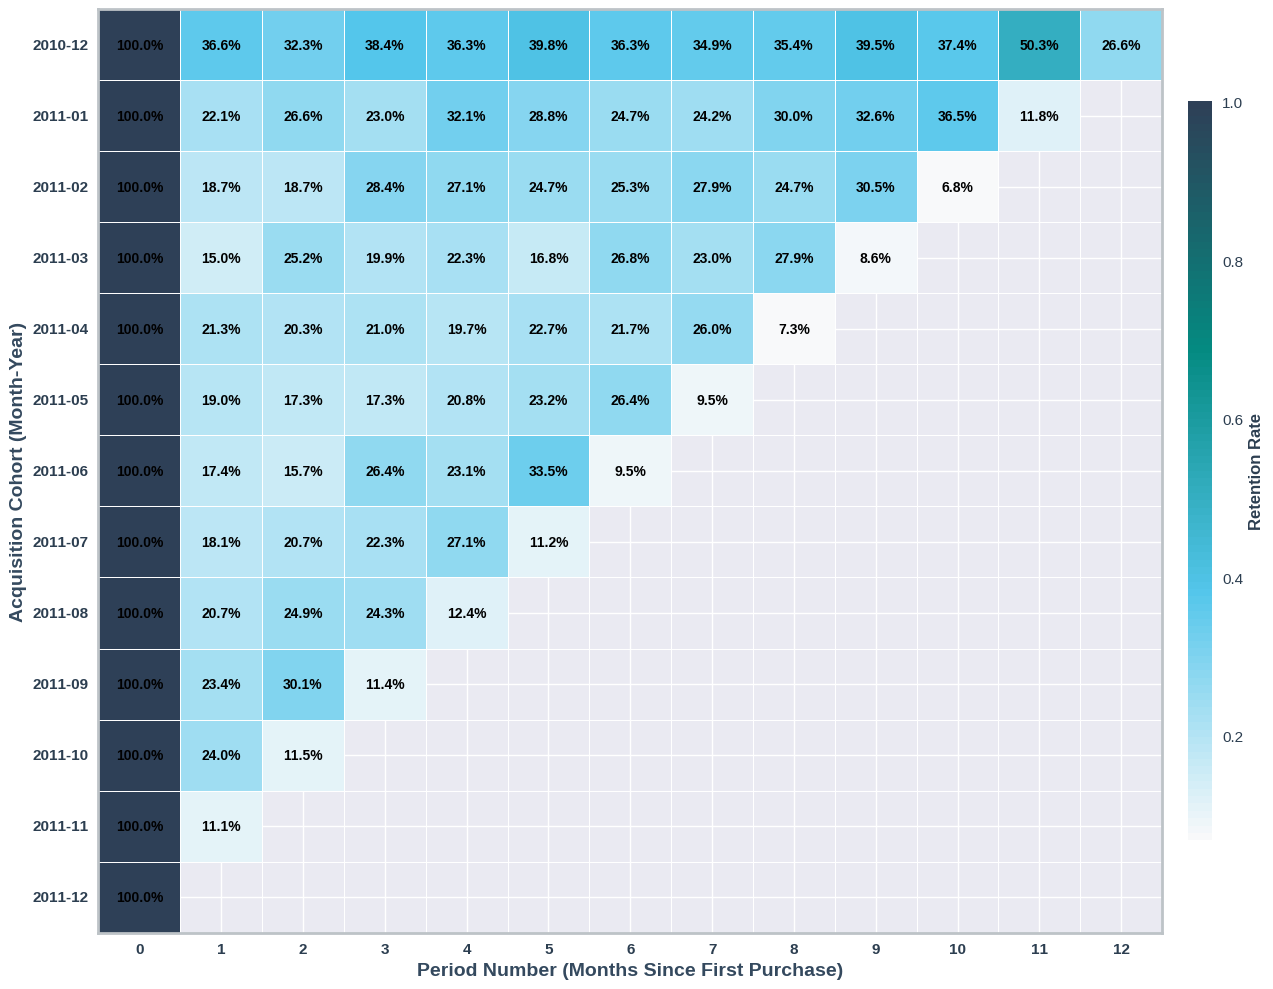 2010-12 100.0% 36.6% 32.3% 38.4% 36.3% 39.8% 36.3% 34.9% 35.4% 39.5% 37.4% 50.3% 26.6%
2011-01 100.0% 22.1% 26.6% 23.0% 32.1% 28.8% 24.7% 24.2% 30.0% 32.6% 36.5% 11.8%
2011-02 100.0% 18.7% 18.7% 28.4% 27.1% 24.7% 25.3% 27.9% 24.7% 30.5% 6.8%
2011-03 100.0% 15.0% 25.2% 19.9% 22.3% 16.8% 26.8% 23.0% 27.9% 8.6%
2011-04 100.0% 21.3% 20.3% 21.0% 19.7% 22.7% 21.7% 26.0% 7.3%
2011-05 100.0% 19.0% 17.3% 17.3% 20.8% 23.2% 26.4% 9.5%
2011-06 100.0% 17.4% 15.7% 26.4% 23.1% 33.5% 9.5%
2011-07 100.0% 18.1% 20.7% 22.3% 27.1% 11.2%
2011-08 100.0% 20.7% 24.9% 24.3% 12.4%
2011-09 100.0% 23.4% 30.1% 11.4%
2011-10 100.0% 24.0% 11.5%
2011-11 100.0% 11.1%
2011-12 100.0%
0 1 2 3 4 5 6 7 8 9 10 11 12
Period Number (Months Since First Purchase)
Acquisition Cohort (Month-Year)
1.0
0.8
0.6
0.4
0.2
Retention Rate